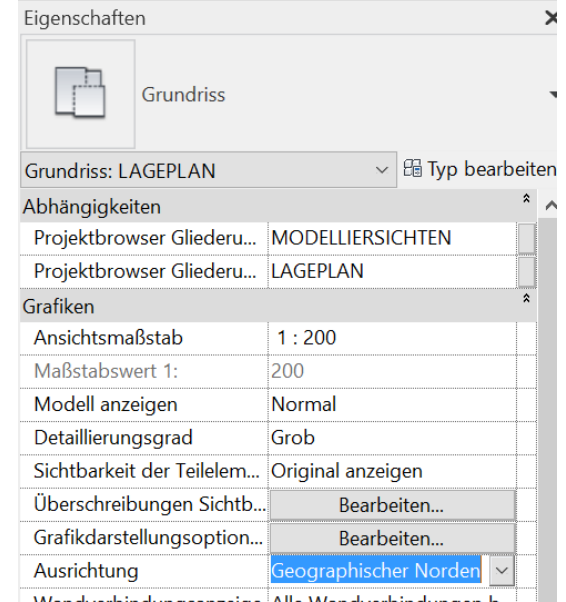 Eigenschaften
Grundriss
Grundriss: LAGEPLAN
Typ bearbeiten
Abhängigkeiten
Projektbrowser Gliederu... MODELLIERSICHTEN
Projektbrowser Gliederu... LAGEPLAN
Grafiken
Ansichtsmaßstab 1 : 200
Maßstabswert 1: 200
Modell anzeigen Normal
Detaillierungsgrad Grob
Sichtbarkeit der Teilelem... Original anzeigen
Überschreibungen Sichtb... Bearbeiten...
Grafikdarstellungsoption... Bearbeiten...
Ausrichtung Geographischer Norden